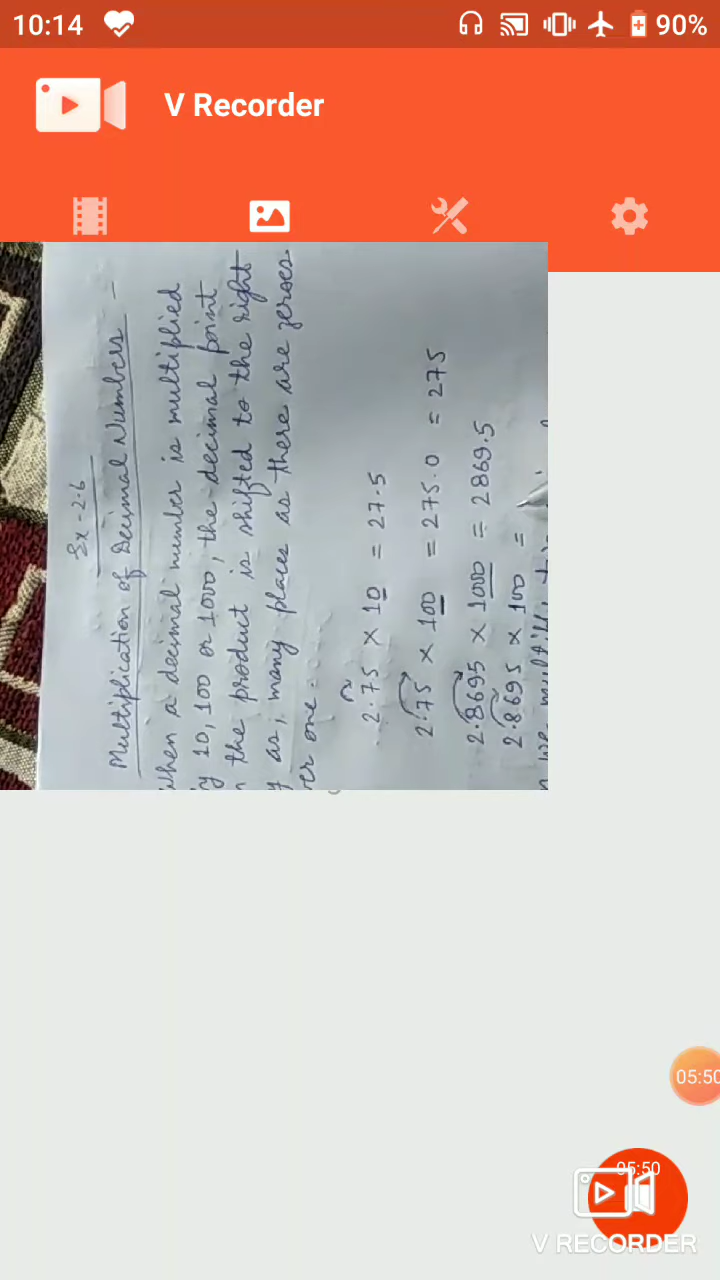 10:14
90%
V Recorder
Ex-2.6
Multiplication of Decimal Numbers -
When a decimal number is multiplied
by 10, 100 or 1000, the decimal point
the product is shifted to the right
as, many places as there are zeroes
over one.
2.75 × 10 = 27.5
2.75 × 100 = 275.0 = 275
2.8695 × 1000 = 2869.5
2.8695 × 100 =
05:50
05:50
V RECORDER